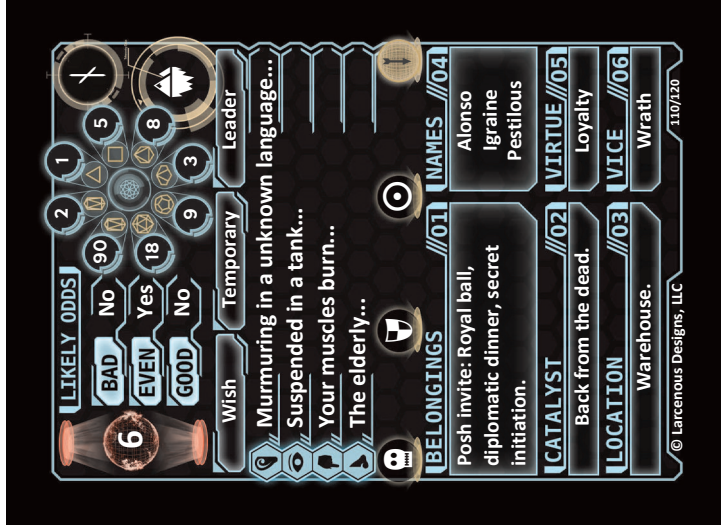 LIKELY ODDS
6
BAD No
EVEN Yes
GOOD No
2 1
90 5
18 8
9 3
Wish Temporary Leader
Murmuring in a unknown language...
Suspended in a tank...
Your muscles burn...
The elderly...
BELONGINGS //01
Posh invite: Royal ball,
diplomatic dinner, secret
initiation.
NAMES //04
Alonso
Igraine
Pestilous
CATALYST //02
Back from the dead.
VIRTUE //05
Loyalty
LOCATION //03
Warehouse.
VICE //06
Wrath
© Larcenous Designs, LLC
110/120